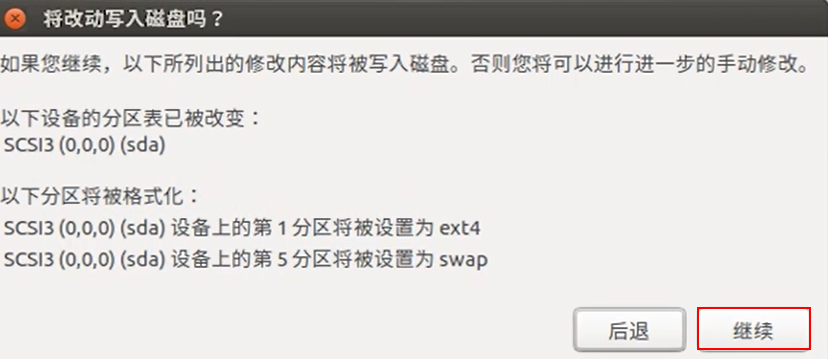 将改动写入磁盘吗？
如果您继续，以下所列出的修改内容将被写入磁盘。否则您将可以进行进一步的手动修改。
以下设备的分区表已被改变：
SCSI3 (0,0,0) (sda)
以下分区将被格式化：
SCSI3 (0,0,0) (sda) 设备上的第 1 分区将被设置为 ext4
SCSI3 (0,0,0) (sda) 设备上的第 5 分区将被设置为 swap
后退
继续